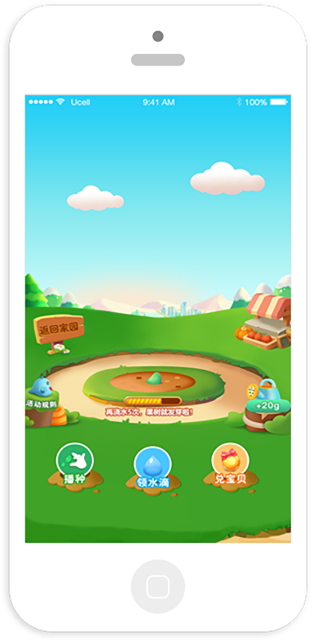 Ucell
9:41 AM
100%
返回家园
活动规则
再浇水5次，果树就发芽啦！
+20g
播种
领水滴
兑宝贝